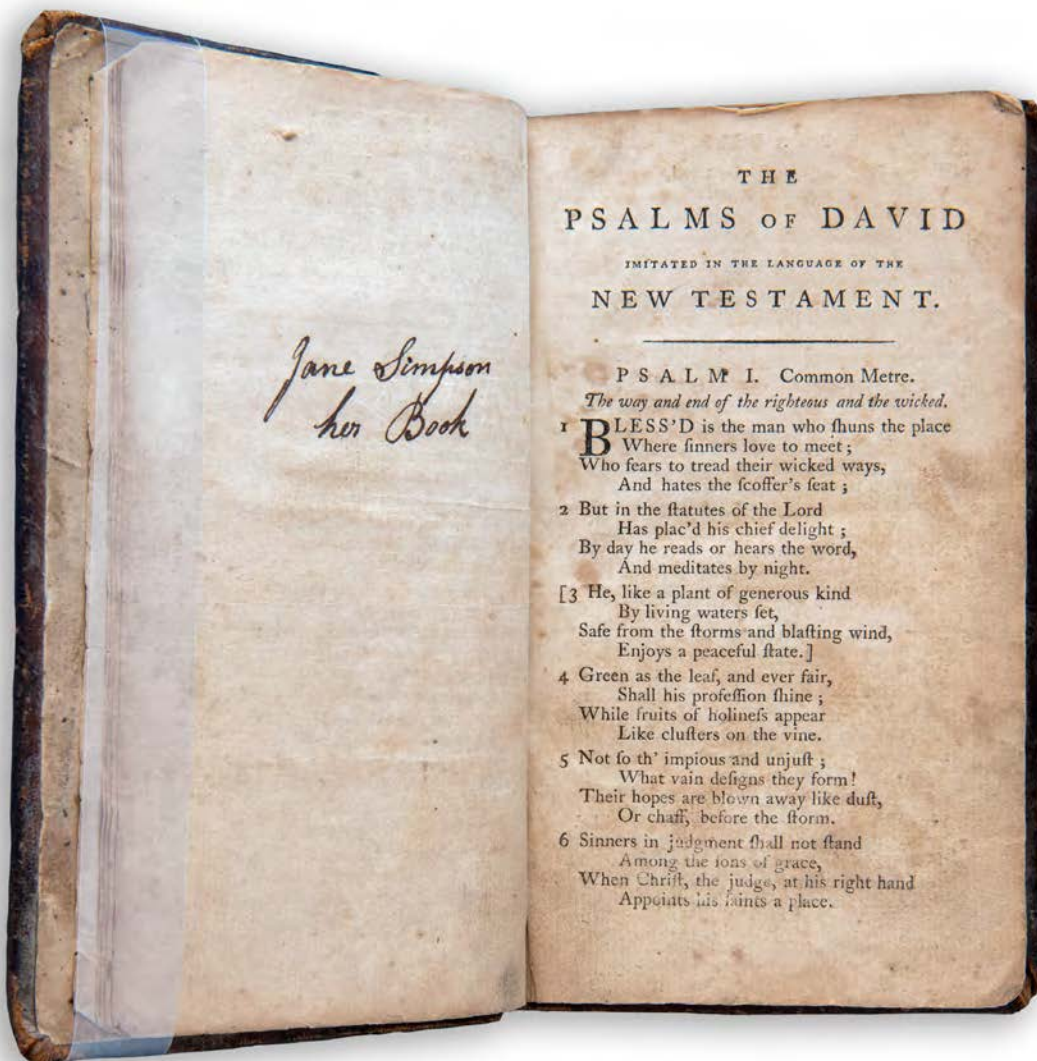 Jane Simpson
her Book
THE
PSALMS OF DAVID
IMITATED IN THE LANGUAGE OF THE
NEW TESTAMENT.
PSALM I. Common Metre.
The way and end of the righteous and the wicked.
1 BLESS'D is the man who ſhuns the place
Where ſinners love to meet ;
Who fears to tread their wicked ways,
And hates the ſcoffer's ſeat ;
2 But in the ſtatutes of the Lord
Has plac'd his chief delight ;
By day he reads or hears the word,
And meditates by night.
[3 He, like a plant of generous kind
By living waters ſet,
Safe from the ſtorms and blaſting wind,
Enjoys a peaceful ſtate.]
4 Green as the leaf, and ever fair,
Shall his profeſſion ſhine ;
While fruits of holineſs appear
Like cluſters on the vine.
5 Not ſo th' impious and unjuſt ;
What vain deſigns they form!
Their hopes are blown away like duſt,
Or chaff, before the ſtorm.
6 Sinners in judgment ſhall not ſtand
Among the ſons of grace,
When Chriſt, the judge, at his right hand
Appoints his ſaints a place.